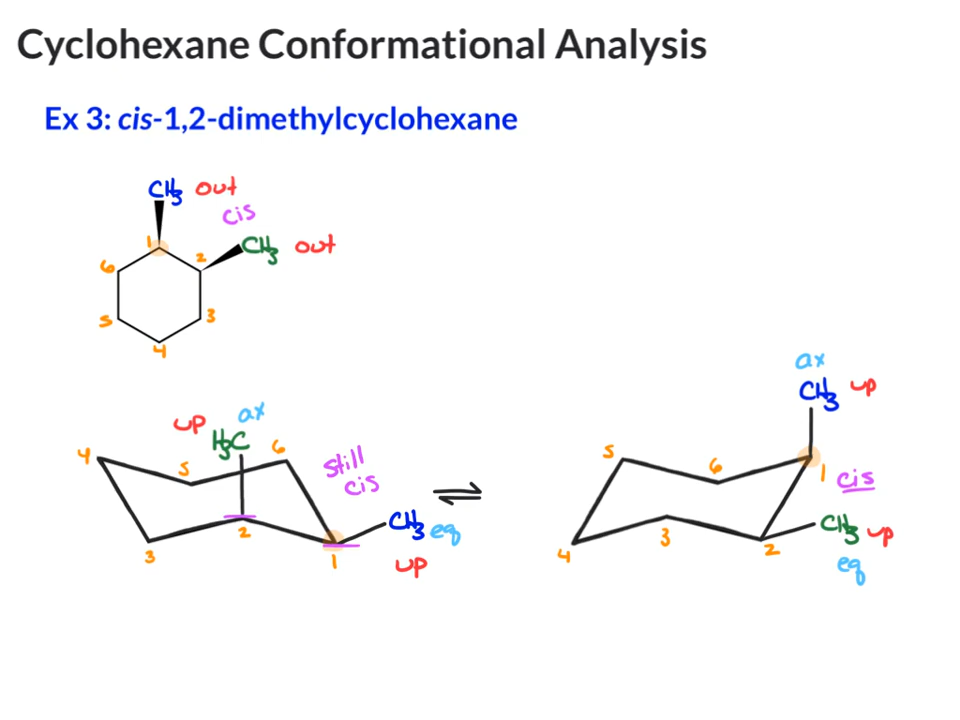 Cyclohexane Conformational Analysis
Ex 3: cis-1,2-dimethylcyclohexane
CH3 out
cis
1 2 CH3 out
6
5 3
4
ax
CH3 up
up ax
H3C
4 5 6 still
cis
5 6 1 cis
CH3 eq
2
3 1 up
3 CH3 up
4 2 eq